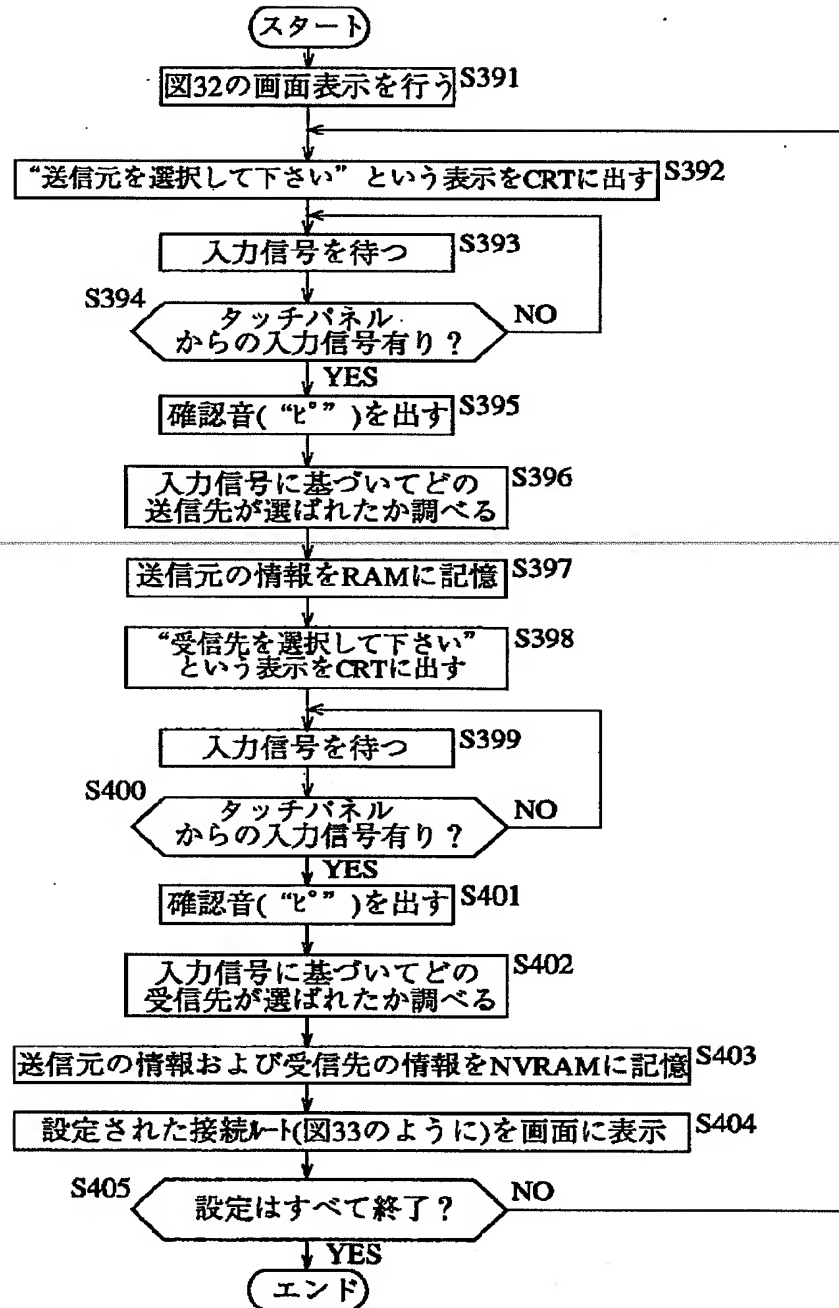 スタート
図32の画面表示を行う S391
“送信元を選択して下さい” という表示をCRTに出す S392
入力信号を待つ S393
S394
タッチパネル
からの入力信号有り？ NO
YES
確認音( “ピ” )を出す S395
入力信号に基づいてどの S396
送信先が選ばれたか調べる
送信元の情報をRAMに記憶 S397
“受信先を選択して下さい” S398
という表示をCRTに出す
入力信号を待つ S399
S400
タッチパネル
からの入力信号有り？ NO
YES
確認音( “ピ” )を出す S401
入力信号に基づいてどの S402
受信先が選ばれたか調べる
送信元の情報および受信先の情報をNVRAMに記憶 S403
設定された接続ルート(図33のように)を画面に表示 S404
S405
設定はすべて終了？ NO
YES
エンド